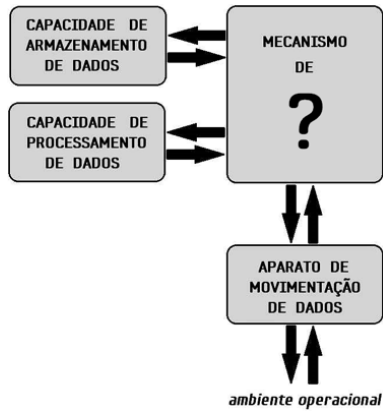 CAPACIDADE DE
ARMAZENAMENTO
DE DADOS
MECANISMO
DE
?
CAPACIDADE DE
PROCESSAMENTO
DE DADOS
APARATO DE
MOVIMENTAÇÃO
DE DADOS
ambiente operacional